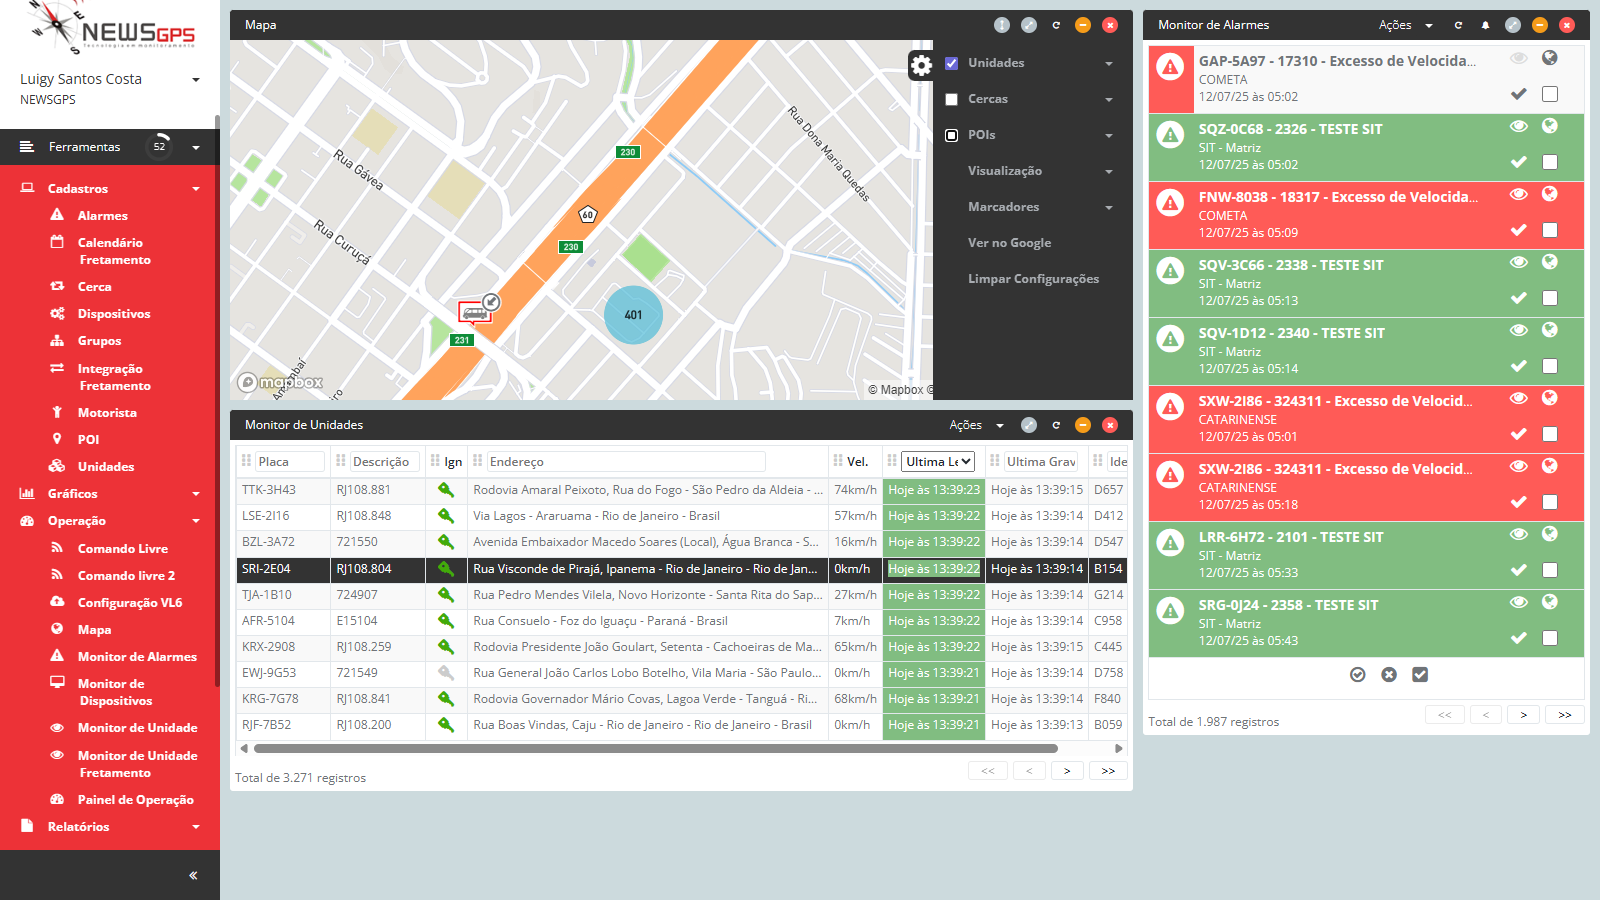 NEWSGPS
Tecnologia em monitoramento
Luigy Santos Costa
NEWSGPS
Ferramentas
52
Cadastros
Alarmes
Calendário
Fretamento
Cerca
Dispositivos
Grupos
Integração
Fretamento
Motorista
POI
Unidades
Gráficos
Operação
Comando Livre
Comando livre 2
Configuração VL6
Mapa
Monitor de Alarmes
Monitor de
Dispositivos
Monitor de Unidade
Monitor de Unidade
Fretamento
Painel de Operação
Relatórios
Mapa
Rua Gávea
Rua Curuçá
Rua Dona Maria Quedas
230
60
230
231
401
mapbox
© Mapbox ©
Unidades
Cercas
POIs
Visualização
Marcadores
Ver no Google
Limpar Configurações
Monitor de Unidades
Ações
Placa Descrição Ign Endereço Vel. Ultima Le Ultima Grav Ide
TTK-3H43 RJ108.881 Rodovia Amaral Peixoto, Rua do Fogo - São Pedro da Aldeia - ... 74km/h Hoje às 13:39:23 Hoje às 13:39:15 D657
LSE-2I16 RJ108.848 Via Lagos - Araruama - Rio de Janeiro - Brasil 57km/h Hoje às 13:39:22 Hoje às 13:39:14 D412
BZL-3A72 721550 Avenida Embaixador Macedo Soares (Local), Água Branca - S... 16km/h Hoje às 13:39:22 Hoje às 13:39:14 D547
SRI-2E04 RJ108.804 Rua Visconde de Pirajá, Ipanema - Rio de Janeiro - Rio de Jan... 0km/h Hoje às 13:39:22 Hoje às 13:39:14 B154
TJA-1B10 724907 Rua Pedro Mendes Vilela, Novo Horizonte - Santa Rita do Sap... 27km/h Hoje às 13:39:22 Hoje às 13:39:14 G214
AFR-5104 E15104 Rua Consuelo - Foz do Iguaçu - Paraná - Brasil 7km/h Hoje às 13:39:22 Hoje às 13:39:14 C958
KRX-2908 RJ108.259 Rodovia Presidente João Goulart, Setenta - Cachoeiras de Ma... 65km/h Hoje às 13:39:22 Hoje às 13:39:15 C445
EWJ-9G53 721549 Rua General João Carlos Lobo Botelho, Vila Maria - São Paulo... 0km/h Hoje às 13:39:21 Hoje às 13:39:14 D758
KRG-7G78 RJ108.841 Rodovia Governador Mário Covas, Lagoa Verde - Tanguá - Ri... 68km/h Hoje às 13:39:21 Hoje às 13:39:14 F840
RJF-7B52 RJ108.200 Rua Boas Vindas, Caju - Rio de Janeiro - Rio de Janeiro - Brasil 0km/h Hoje às 13:39:21 Hoje às 13:39:13 B059
Total de 3.271 registros
<< < > >>
Monitor de Alarmes
Ações
GAP-5A97 - 17310 - Excesso de Velocida...
COMETA
12/07/25 às 05:02
SQZ-0C68 - 2326 - TESTE SIT
SIT - Matriz
12/07/25 às 05:02
FNW-8038 - 18317 - Excesso de Velocida...
COMETA
12/07/25 às 05:09
SQV-3C66 - 2338 - TESTE SIT
SIT - Matriz
12/07/25 às 05:13
SQV-1D12 - 2340 - TESTE SIT
SIT - Matriz
12/07/25 às 05:14
SXW-2I86 - 324311 - Excesso de Velocid...
CATARINENSE
12/07/25 às 05:01
SXW-2I86 - 324311 - Excesso de Velocid...
CATARINENSE
12/07/25 às 05:18
LRR-6H72 - 2101 - TESTE SIT
SIT - Matriz
12/07/25 às 05:33
SRG-0J24 - 2358 - TESTE SIT
SIT - Matriz
12/07/25 às 05:43
Total de 1.987 registros
<< < > >>